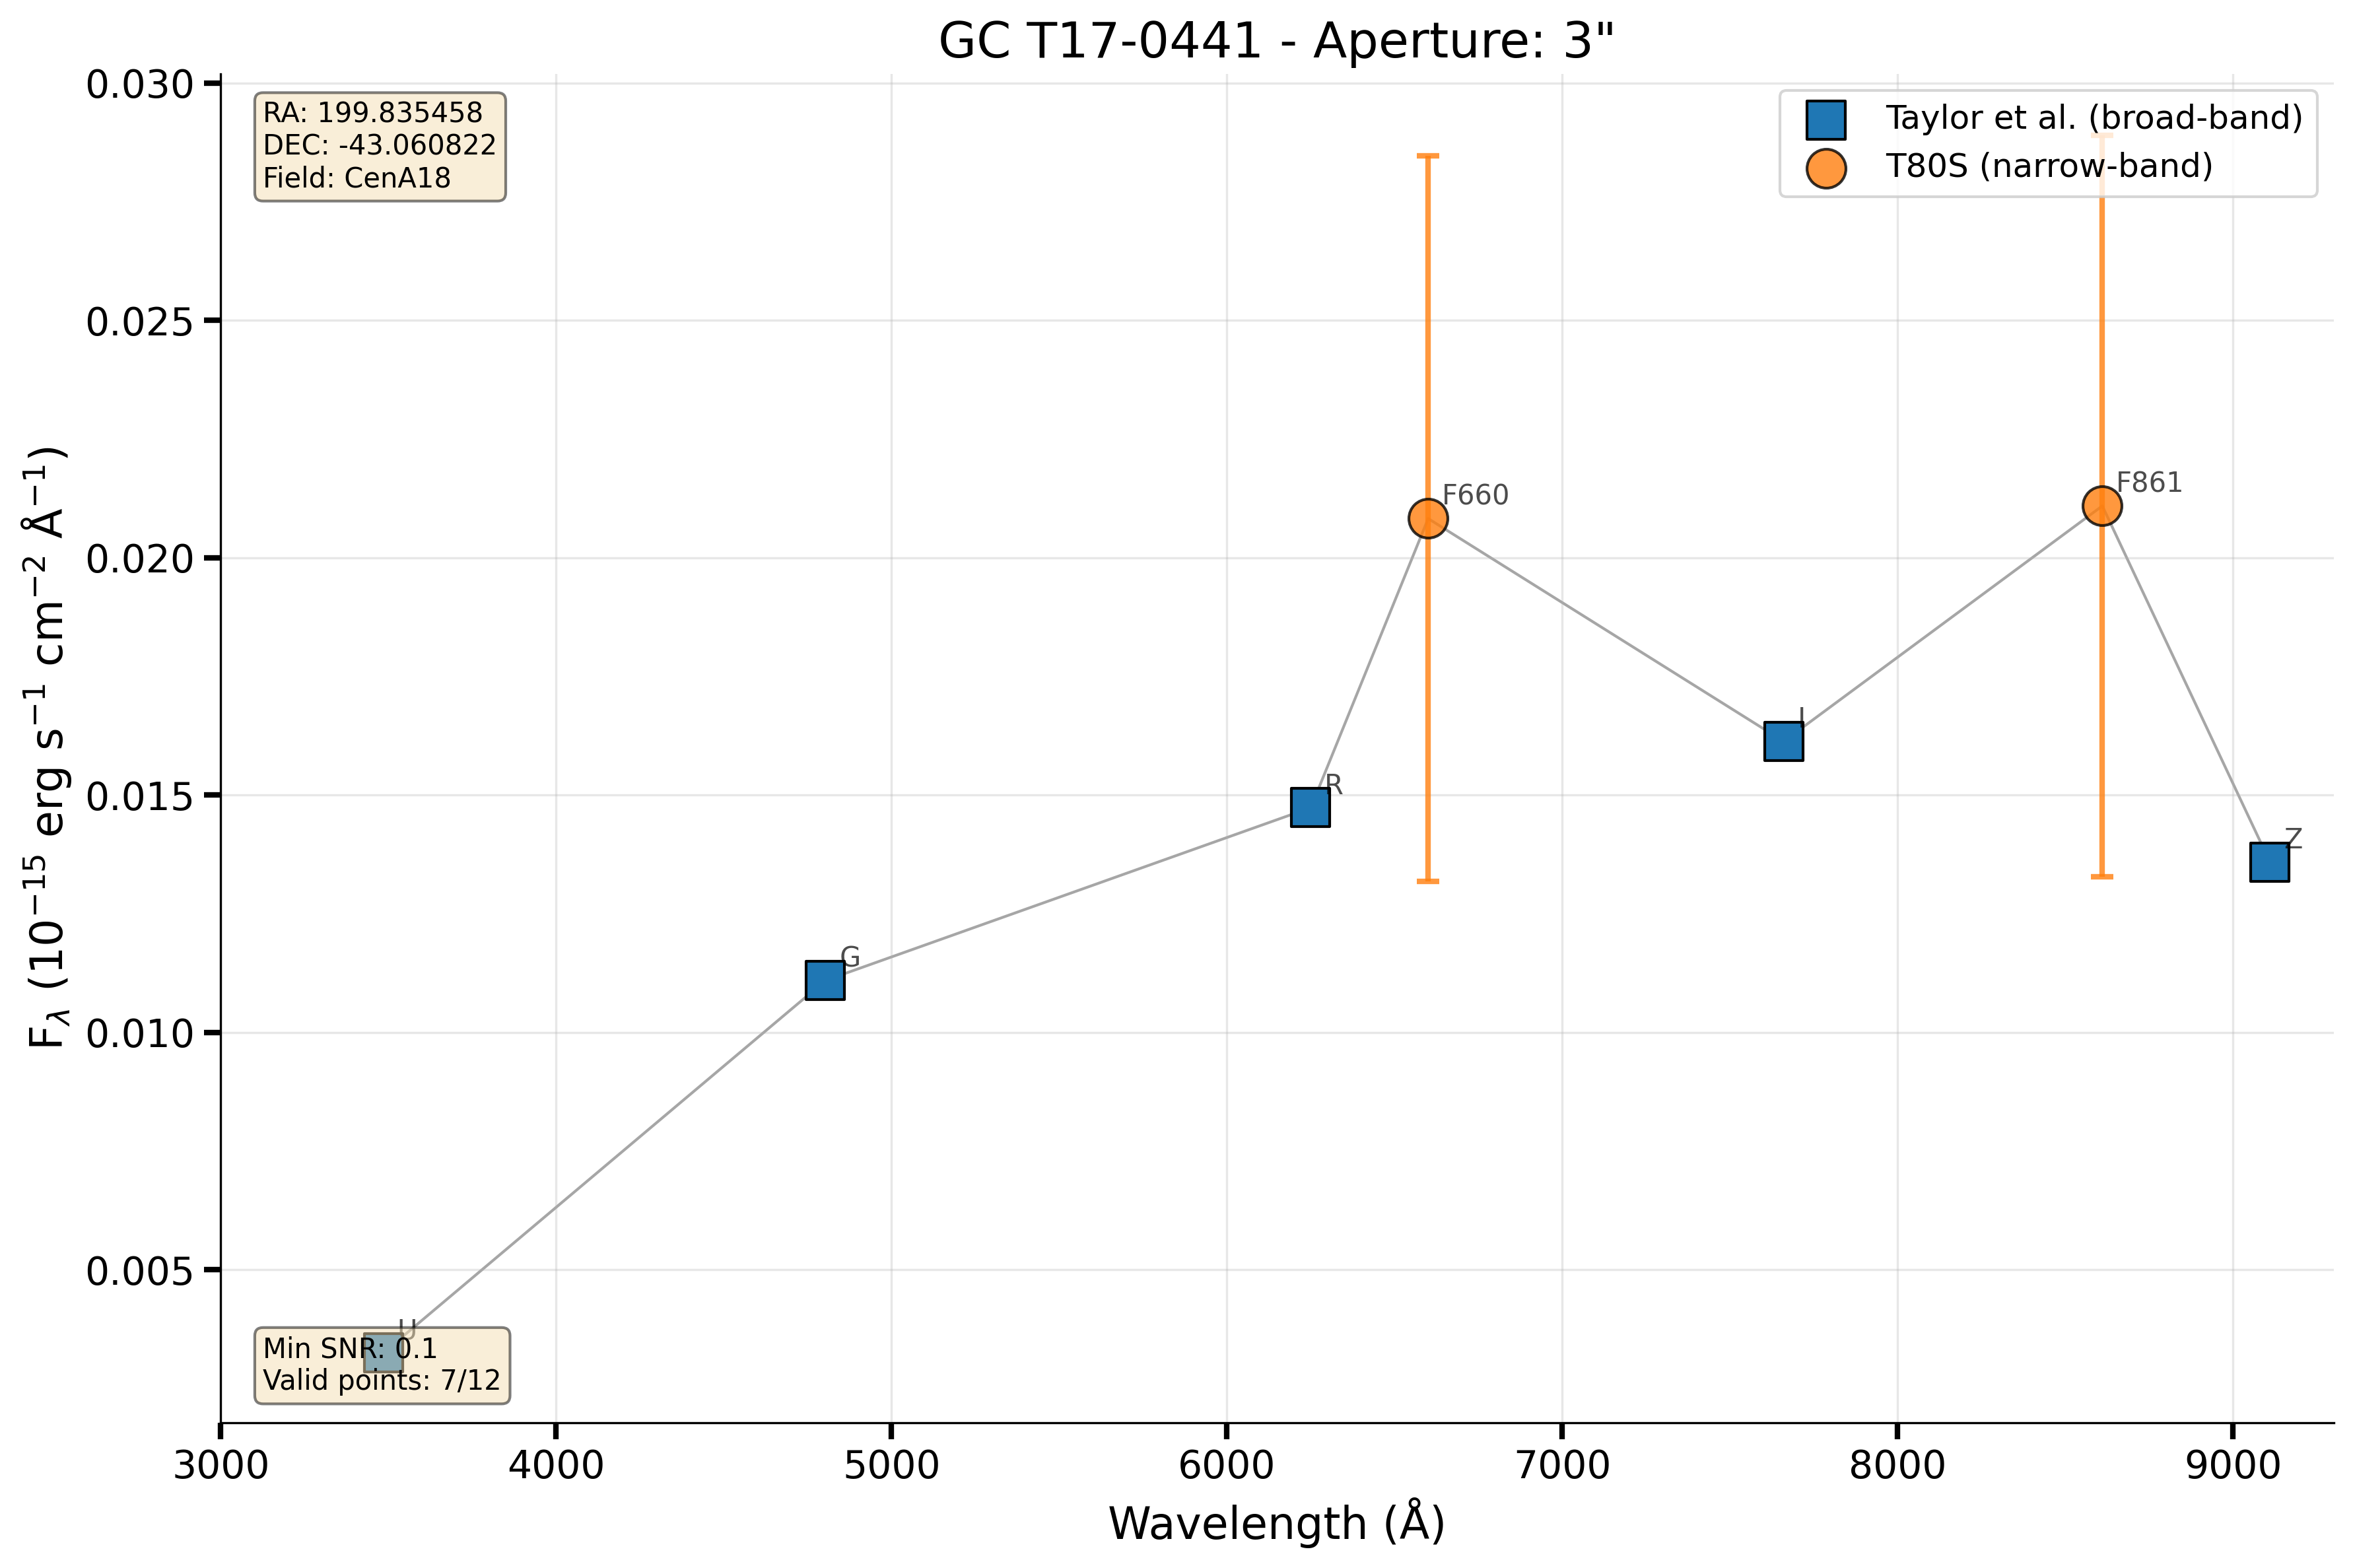 GC T17-0441 - Aperture: 3"
RA: 199.835458
DEC: -43.060822
Field: CenA18
Taylor et al. (broad-band)
T80S (narrow-band)
0.030
0.025
0.020
0.015
0.010
0.005
F660
F861
I
R
Z
G
U
Min SNR: 0.1
Valid points: 7/12
Fλ (10⁻¹⁵ erg s⁻¹ cm⁻² Å⁻¹)
3000 4000 5000 6000 7000 8000 9000
Wavelength (Å)